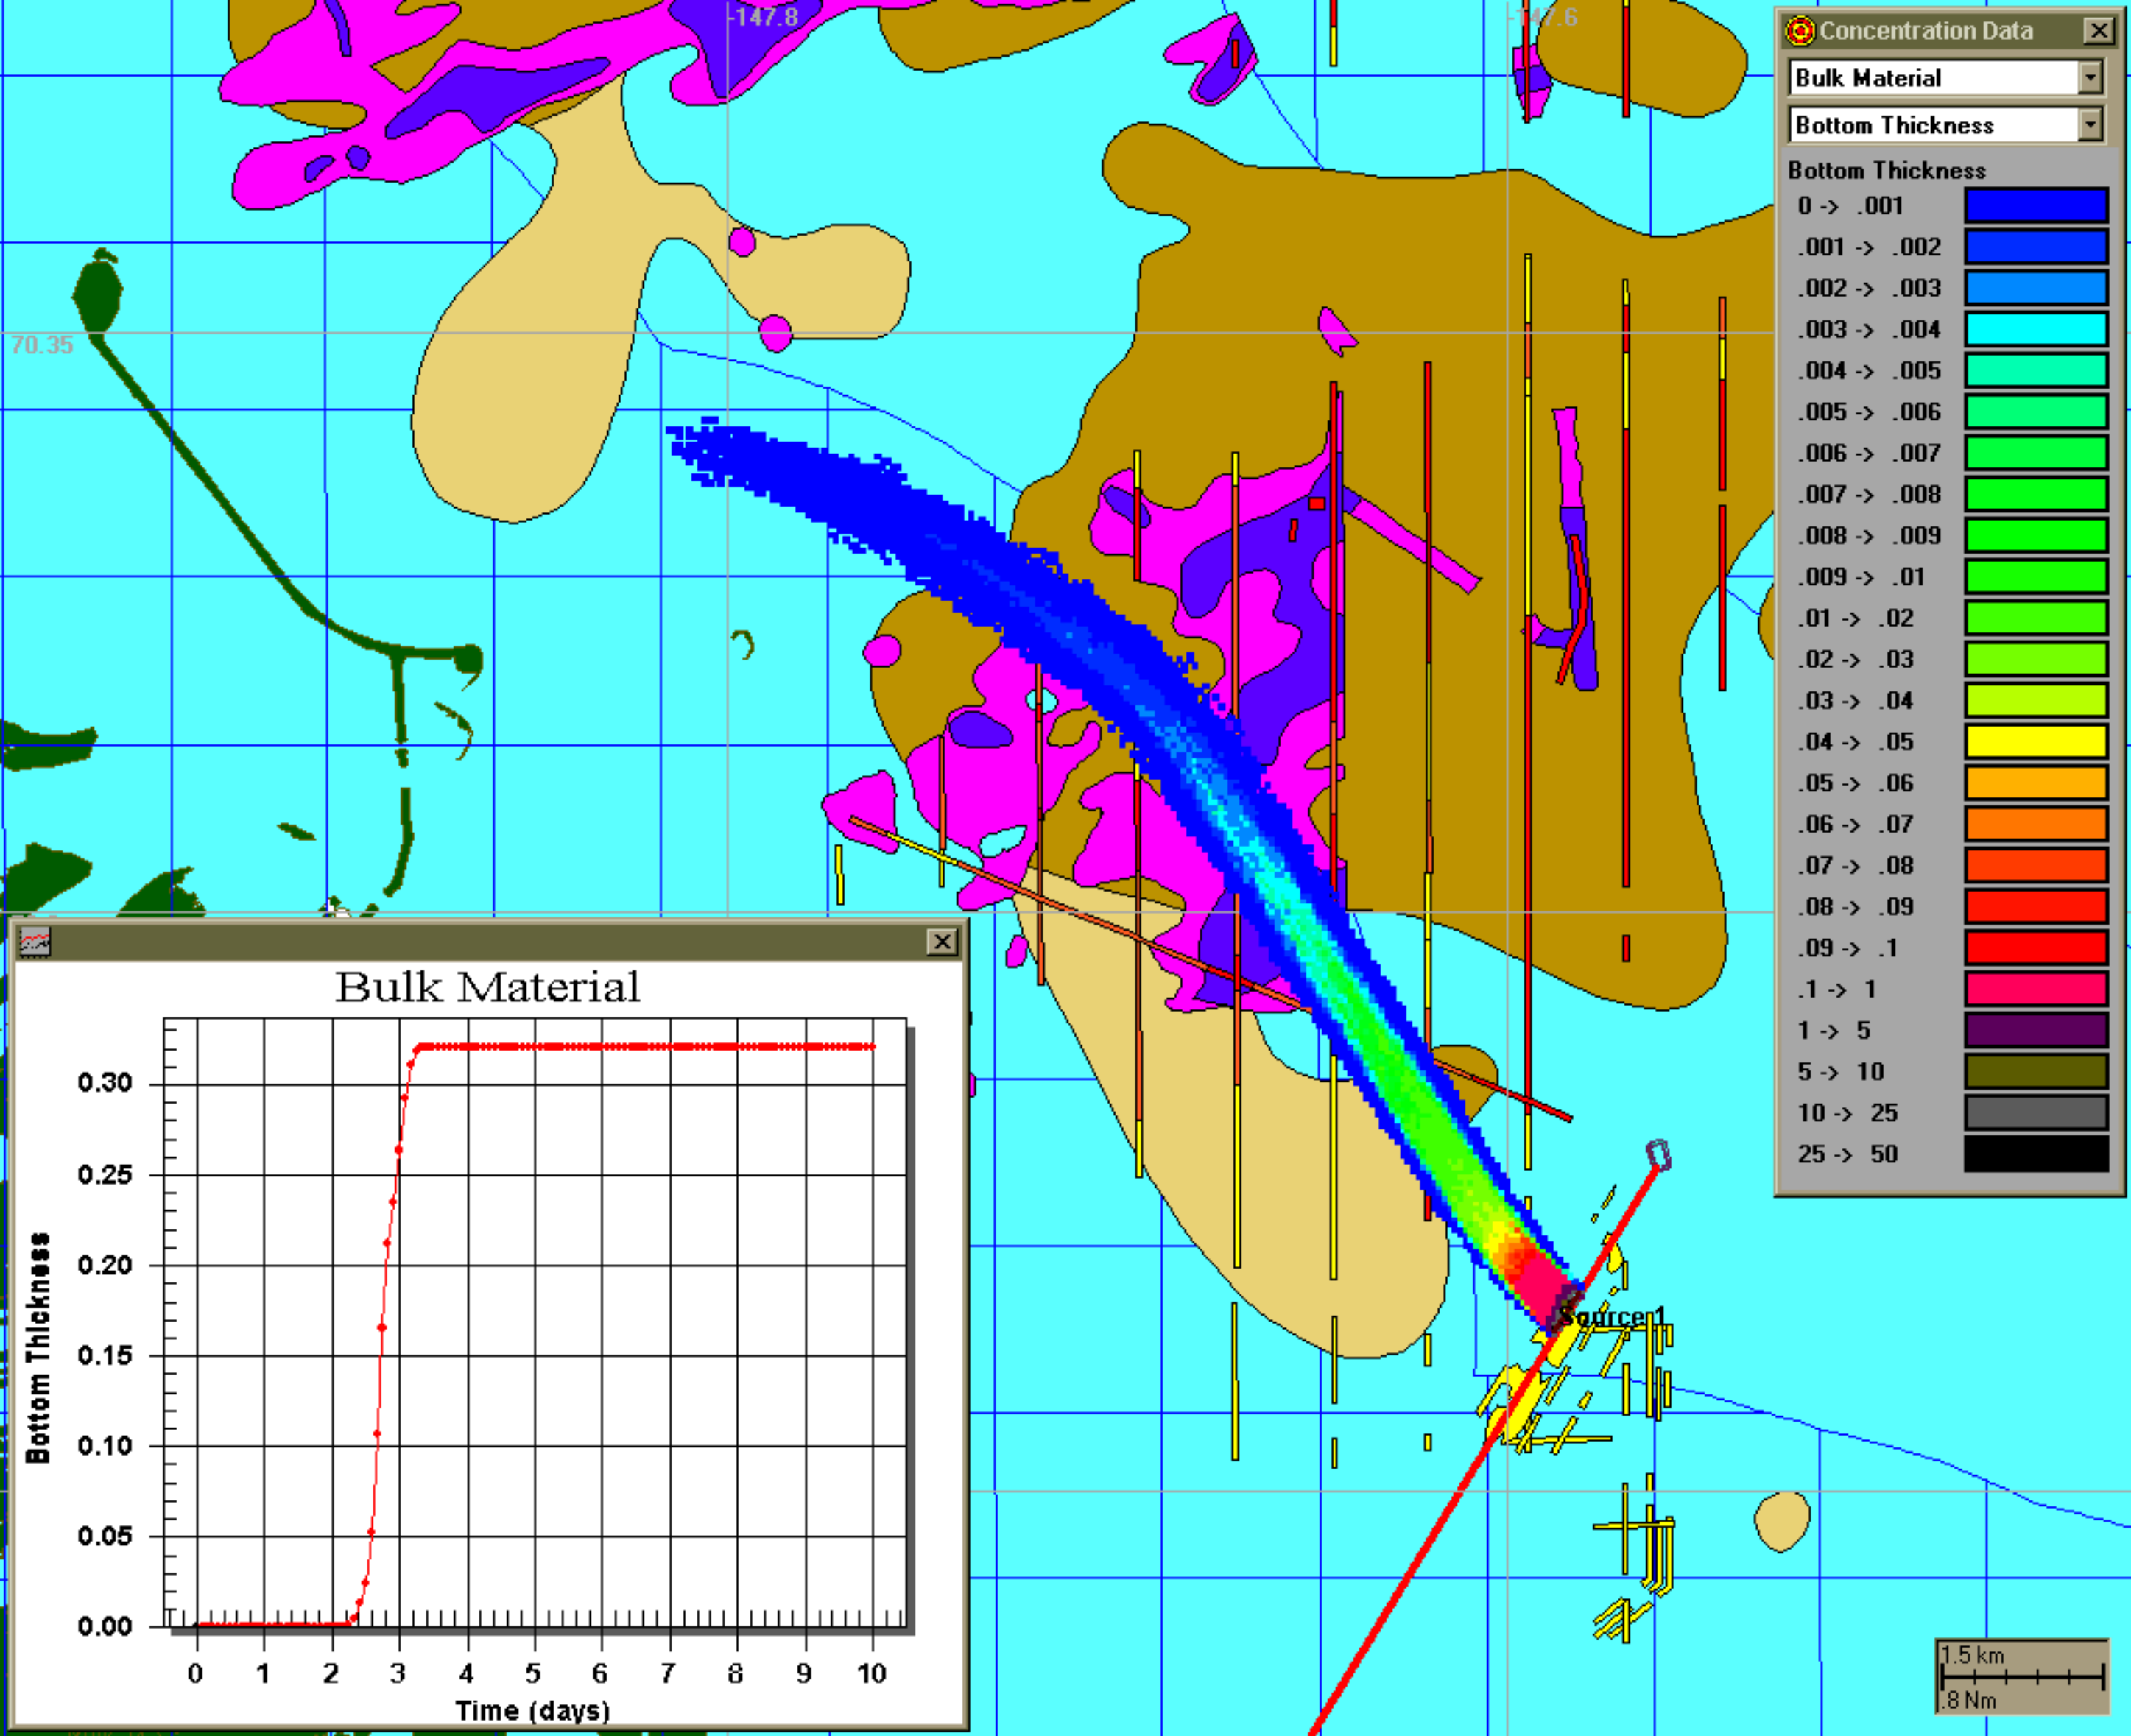 -147.8
-147.6
70.35
Source 1
Concentration Data
Bulk Material
Bottom Thickness
Bottom Thickness
0 -> .001
.001 -> .002
.002 -> .003
.003 -> .004
.004 -> .005
.005 -> .006
.006 -> .007
.007 -> .008
.008 -> .009
.009 -> .01
.01 -> .02
.02 -> .03
.03 -> .04
.04 -> .05
.05 -> .06
.06 -> .07
.07 -> .08
.08 -> .09
.09 -> .1
.1 -> 1
1 -> 5
5 -> 10
10 -> 25
25 -> 50
Bulk Material
Bottom Thickness
0.30
0.25
0.20
0.15
0.10
0.05
0.00
0 1 2 3 4 5 6 7 8 9 10
Time (days)
1.5 km
.8 Nm